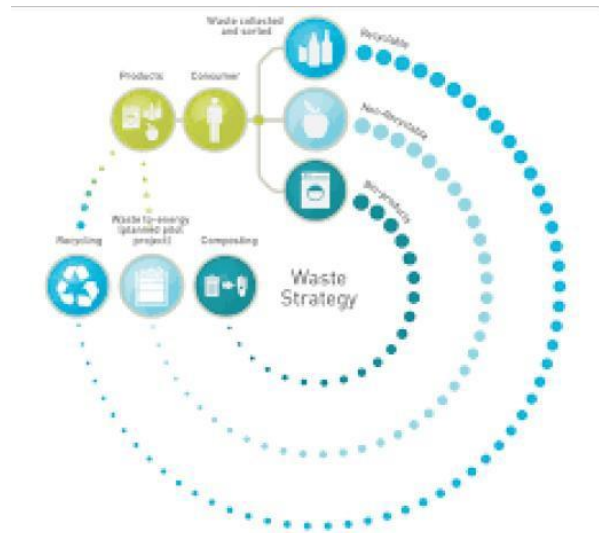 Waste collected
and sorted
Recyclable
Products
Consumer
Non-Recyclable
Bio-products
Waste to-energy
(planned pilot
project)
Recycling
Composting
Waste
Strategy